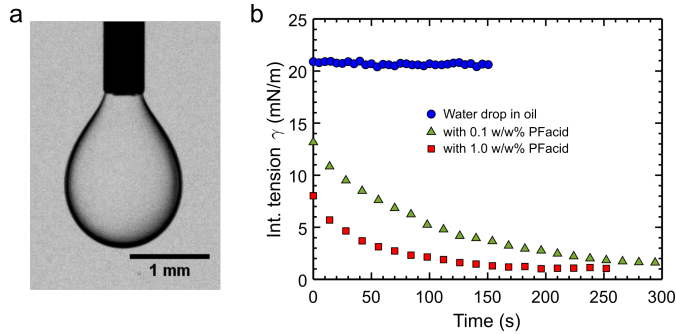 a
1 mm
b
Int. tension γ (mN/m)
25
20
15
10
5
0
Water drop in oil
with 0.1 w/w% PFacid
with 1.0 w/w% PFacid
0 50 100 150 200 250 300
Time (s)